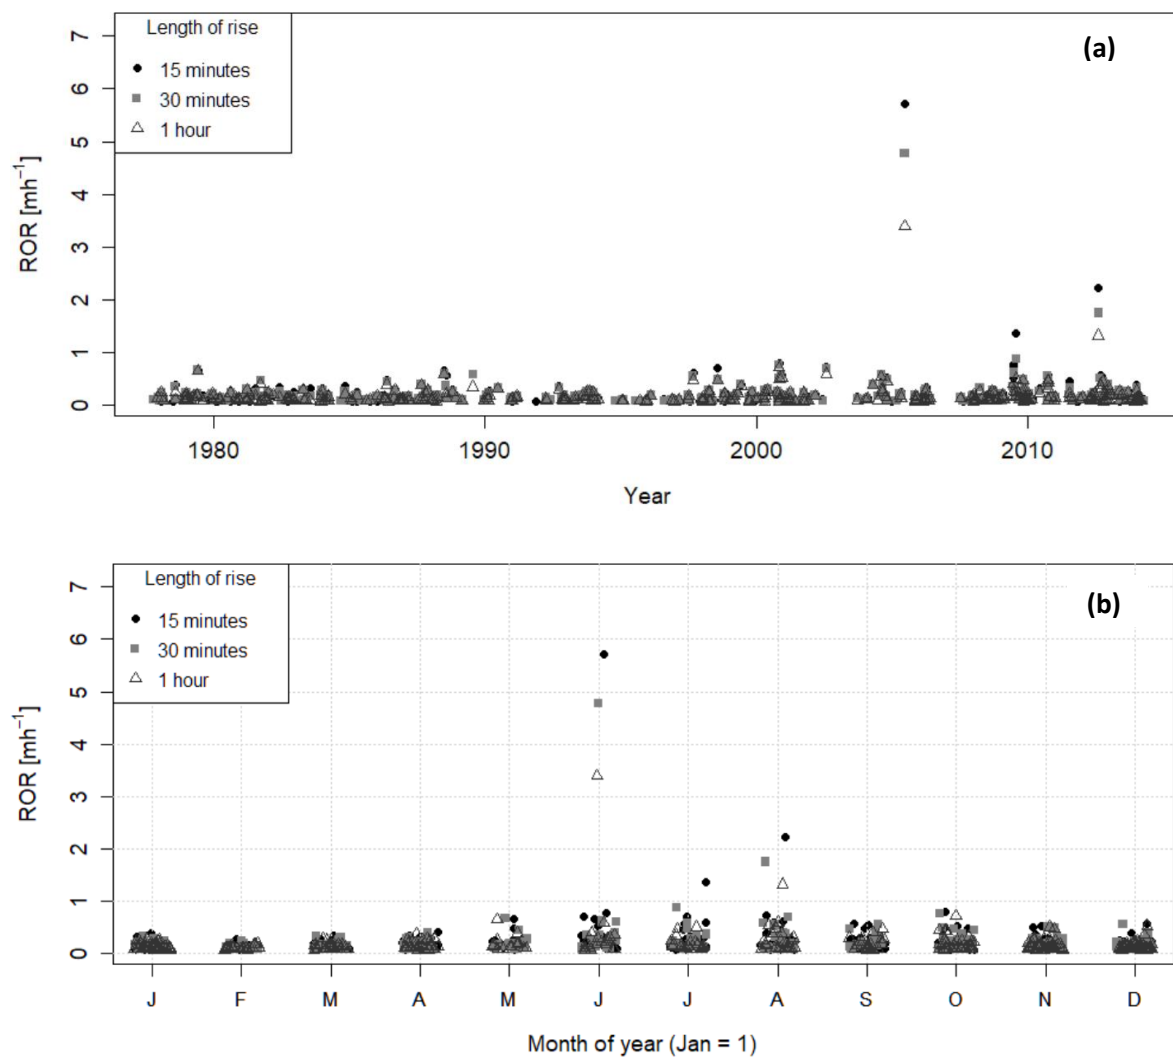 (a)
Length of rise
15 minutes
30 minutes
1 hour
ROR [mh⁻¹]
7
6
5
4
3
2
1
0
1980 1990 2000 2010
Year
(b)
Length of rise
15 minutes
30 minutes
1 hour
ROR [mh⁻¹]
7
6
5
4
3
2
1
0
J F M A M J J A S O N D
Month of year (Jan = 1)